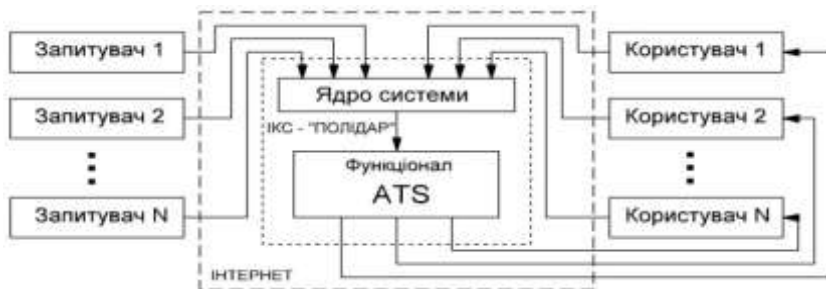 Запитувач 1
Користувач 1
Ядро системи
Запитувач 2
Користувач 2
ІКС - "ПОЛІДАР"
Функціонал
ATS
Запитувач N
Користувач N
ІНТЕРНЕТ